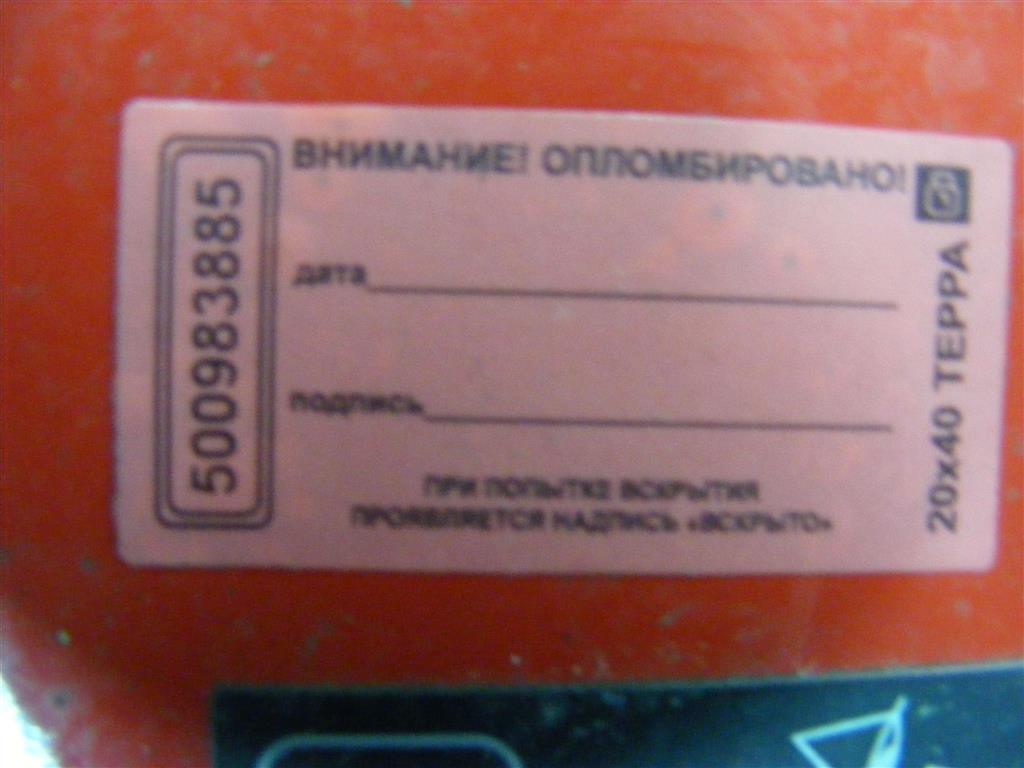 ВНИМАНИЕ! ОПЛОМБИРОВАНО!
500983885
дата
подпись
ПРИ ПОПЫТКЕ ВСКРЫТИЯ
ПРОЯВЛЯЕТСЯ НАДПИСЬ «ВСКРЫТО»
20х40 ТЕРРА